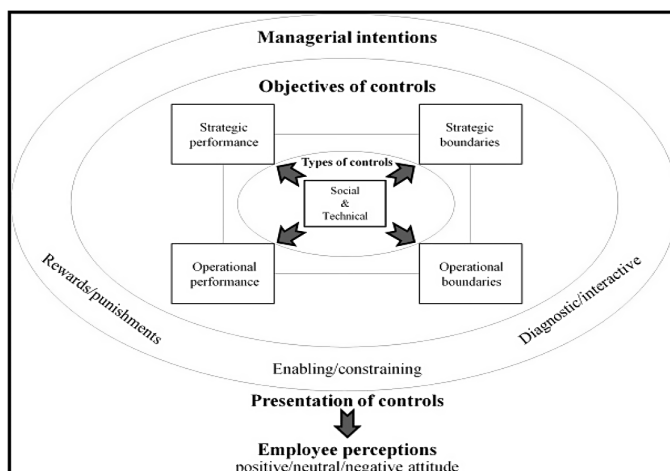 Managerial intentions
Objectives of controls
Strategic
performance
Strategic
boundaries
Types of controls
Social
&
Technical
Operational
performance
Operational
boundaries
Rewards/punishments
Diagnostic/interactive
Enabling/constraining
Presentation of controls
Employee perceptions
positive/neutral/negative attitude